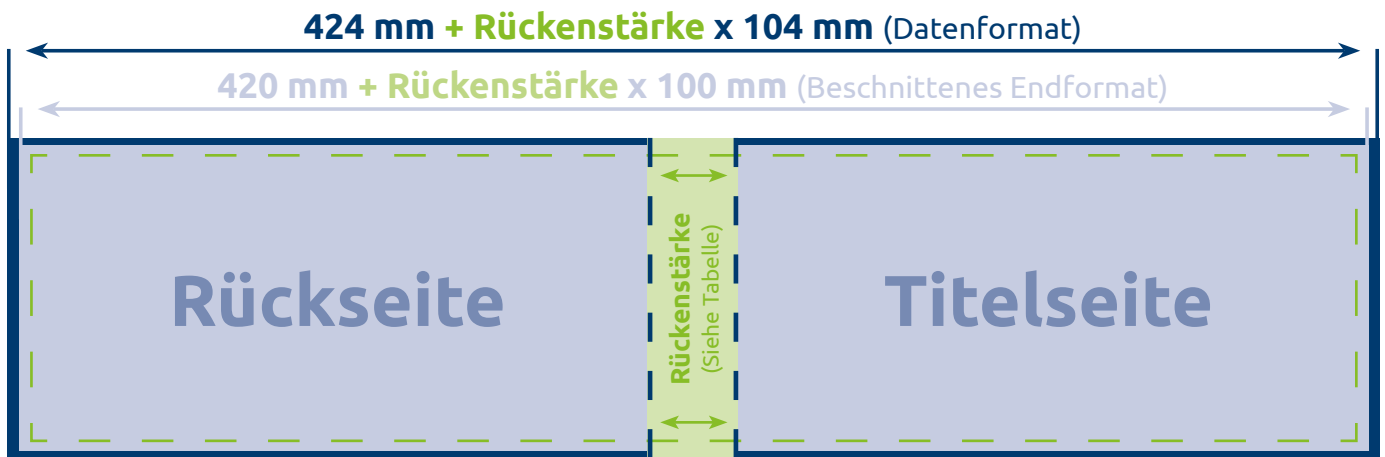 424 mm + Rückenstärke x 104 mm (Datenformat)
420 mm + Rückenstärke x 100 mm (Beschnittenes Endformat)
Rückseite
Rückenstärke
(Siehe Tabelle)
Titelseite